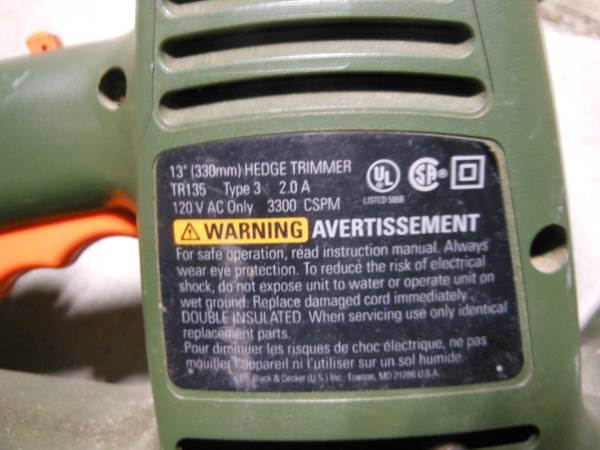 13" (330mm) HEDGE TRIMMER
TR135 Type 3 2.0 A
120 V AC Only 3300 CSPM
UL
LISTED 595B
SA
WARNING AVERTISSEMENT
For safe operation, read instruction manual. Always
wear eye protection. To reduce the risk of electrical
shock, do not expose unit to water or operate unit on
wet ground. Replace damaged cord immediately.
DOUBLE INSULATED. When servicing use only identical
replacement parts.
Pour diminuer les risques de choc électrique, ne pas
mouiller l'appareil ni l'utiliser sur un sol humide.
Black & Decker (U.S.) Inc., Towson, MD 21286 U.S.A.